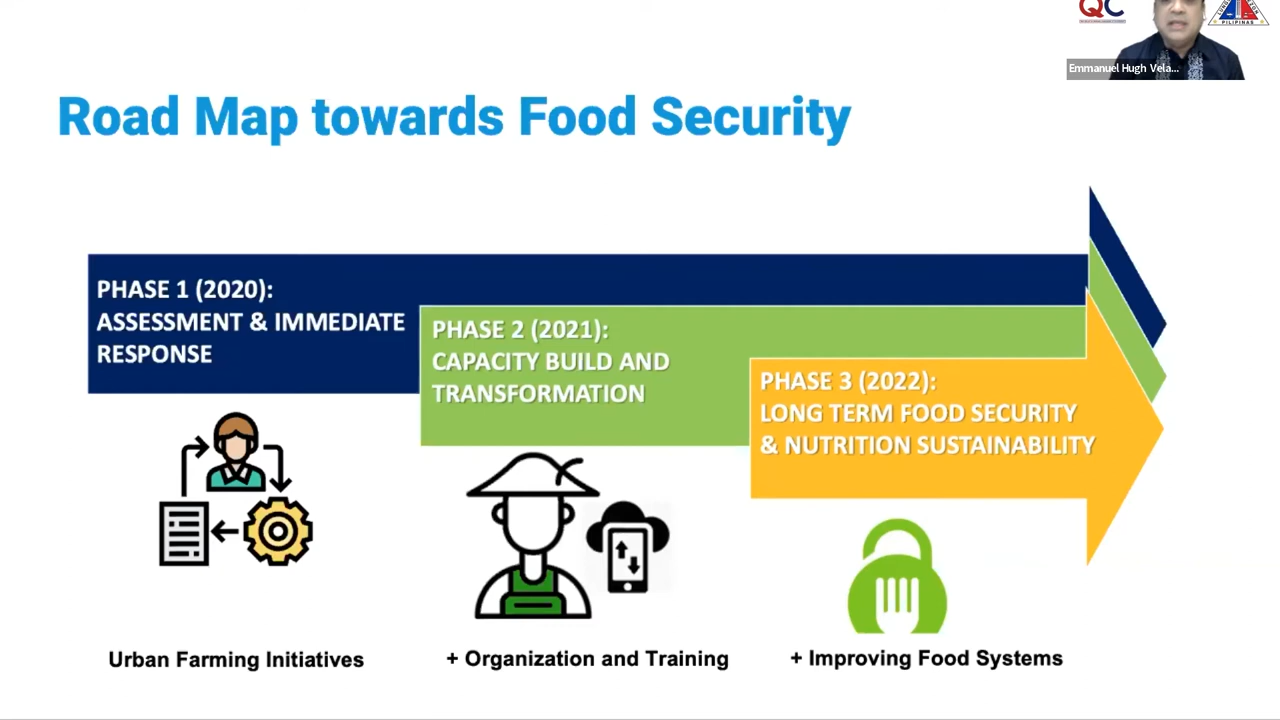 QC
PILIPINAS
Emmanuel Hugh Vela...
Road Map towards Food Security
PHASE 1 (2020):
ASSESSMENT & IMMEDIATE
RESPONSE
PHASE 2 (2021):
CAPACITY BUILD AND
TRANSFORMATION
PHASE 3 (2022):
LONG TERM FOOD SECURITY
& NUTRITION SUSTAINABILITY
Urban Farming Initiatives
+ Organization and Training
+ Improving Food Systems